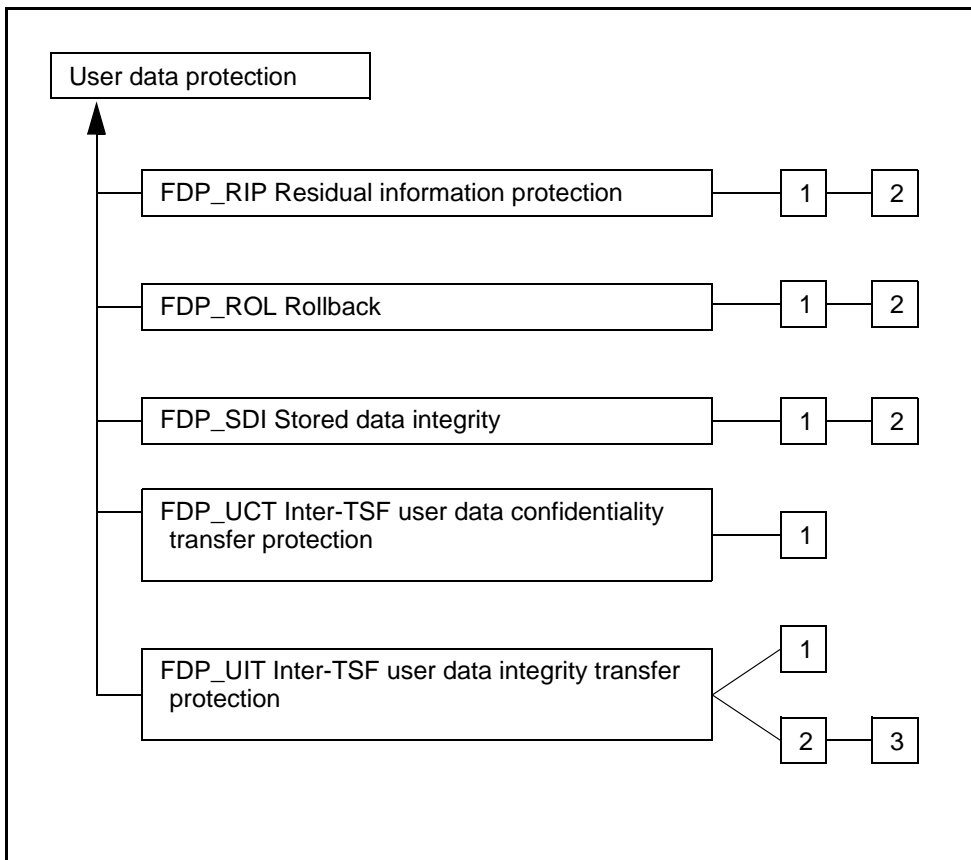 User data protection
FDP_RIP Residual information protection 1 2
FDP_ROL Rollback 1 2
FDP_SDI Stored data integrity 1 2
FDP_UCT Inter-TSF user data confidentiality
transfer protection
1
FDP_UIT Inter-TSF user data integrity transfer
protection
1
2 3